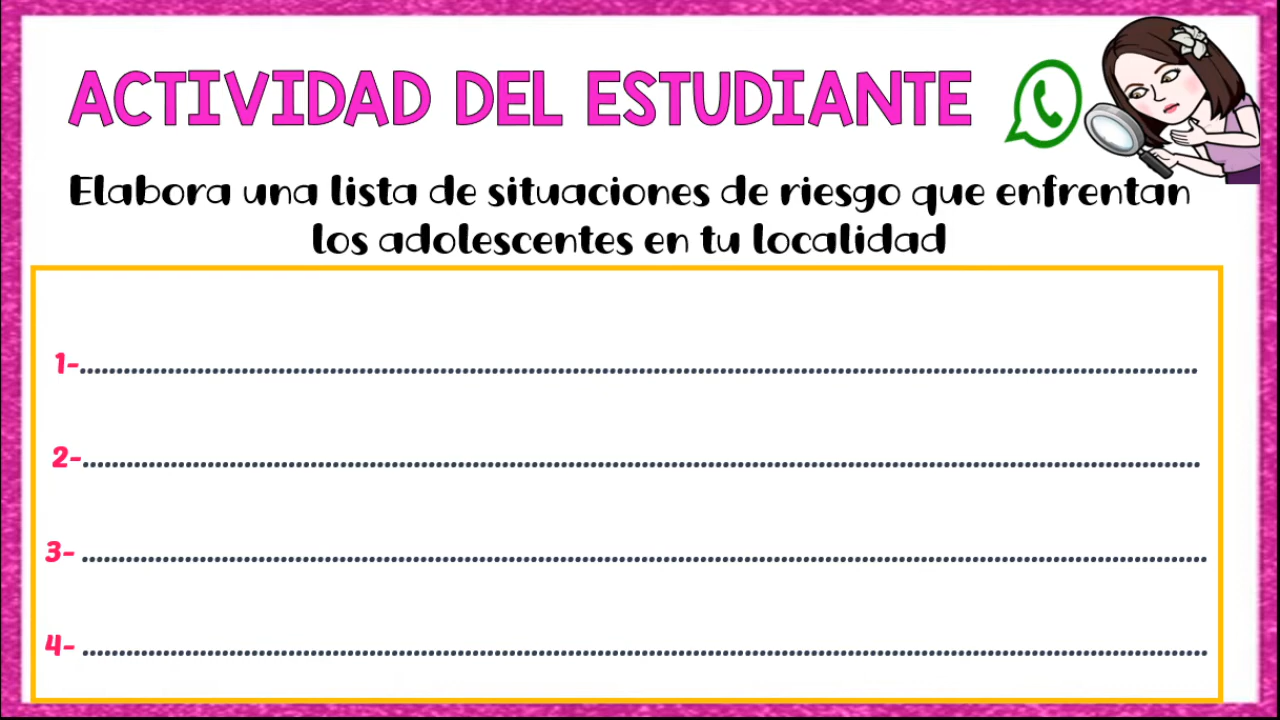 ACTIVIDAD DEL ESTUDIANTE
Elabora una lista de situaciones de riesgo que enfrentan
los adolescentes en tu localidad
1-..........................................................................................
2-..........................................................................................
3- ..........................................................................................
4- ..........................................................................................